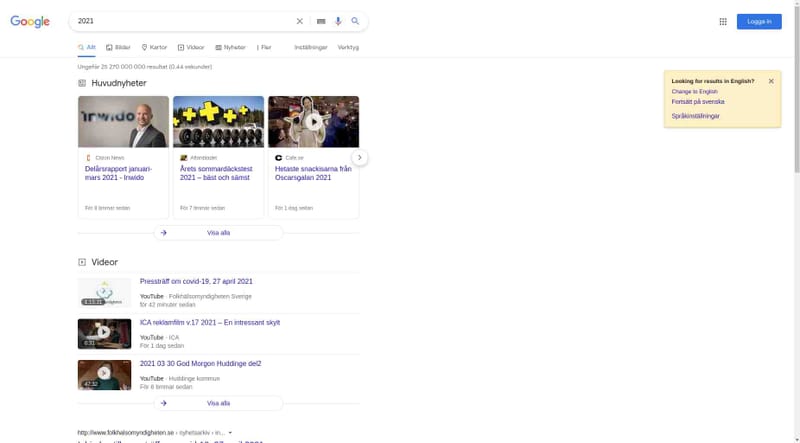 Google
2021
Logga in
Allt
Bilder
Kartor
Videor
Nyheter
Fler
Inställningar
Verktyg
Ungefär 25 270 000 000 resultat (0,44 sekunder)
Looking for results in English?
Change to English
Fortsätt på svenska
Språkinställningar
Huvudnyheter
inwido
Cision News
Delårsrapport januari-
mars 2021 - Inwido
För 8 timmar sedan
Aftonbladet
Årets sommardäckstest
2021 – bäst och sämst
För 7 timmar sedan
Cafe.se
Hetaste snackisarna från
Oscarsgalan 2021
För 1 dag sedan
Visa alla
Videor
Pressträff om covid-19, 27 april 2021
YouTube · Folkhälsomyndigheten Sverige
för 42 minuter sedan
6:31
ICA reklamfilm v.17 2021 – En intressant skylt
YouTube · ICA
För 1 dag sedan
47:32
2021 03 30 God Morgon Huddinge del2
YouTube · Huddinge kommun
För 6 timmar sedan
Visa alla
http://www.folkhalsomyndigheten.se › nyhetsarkiv › in...